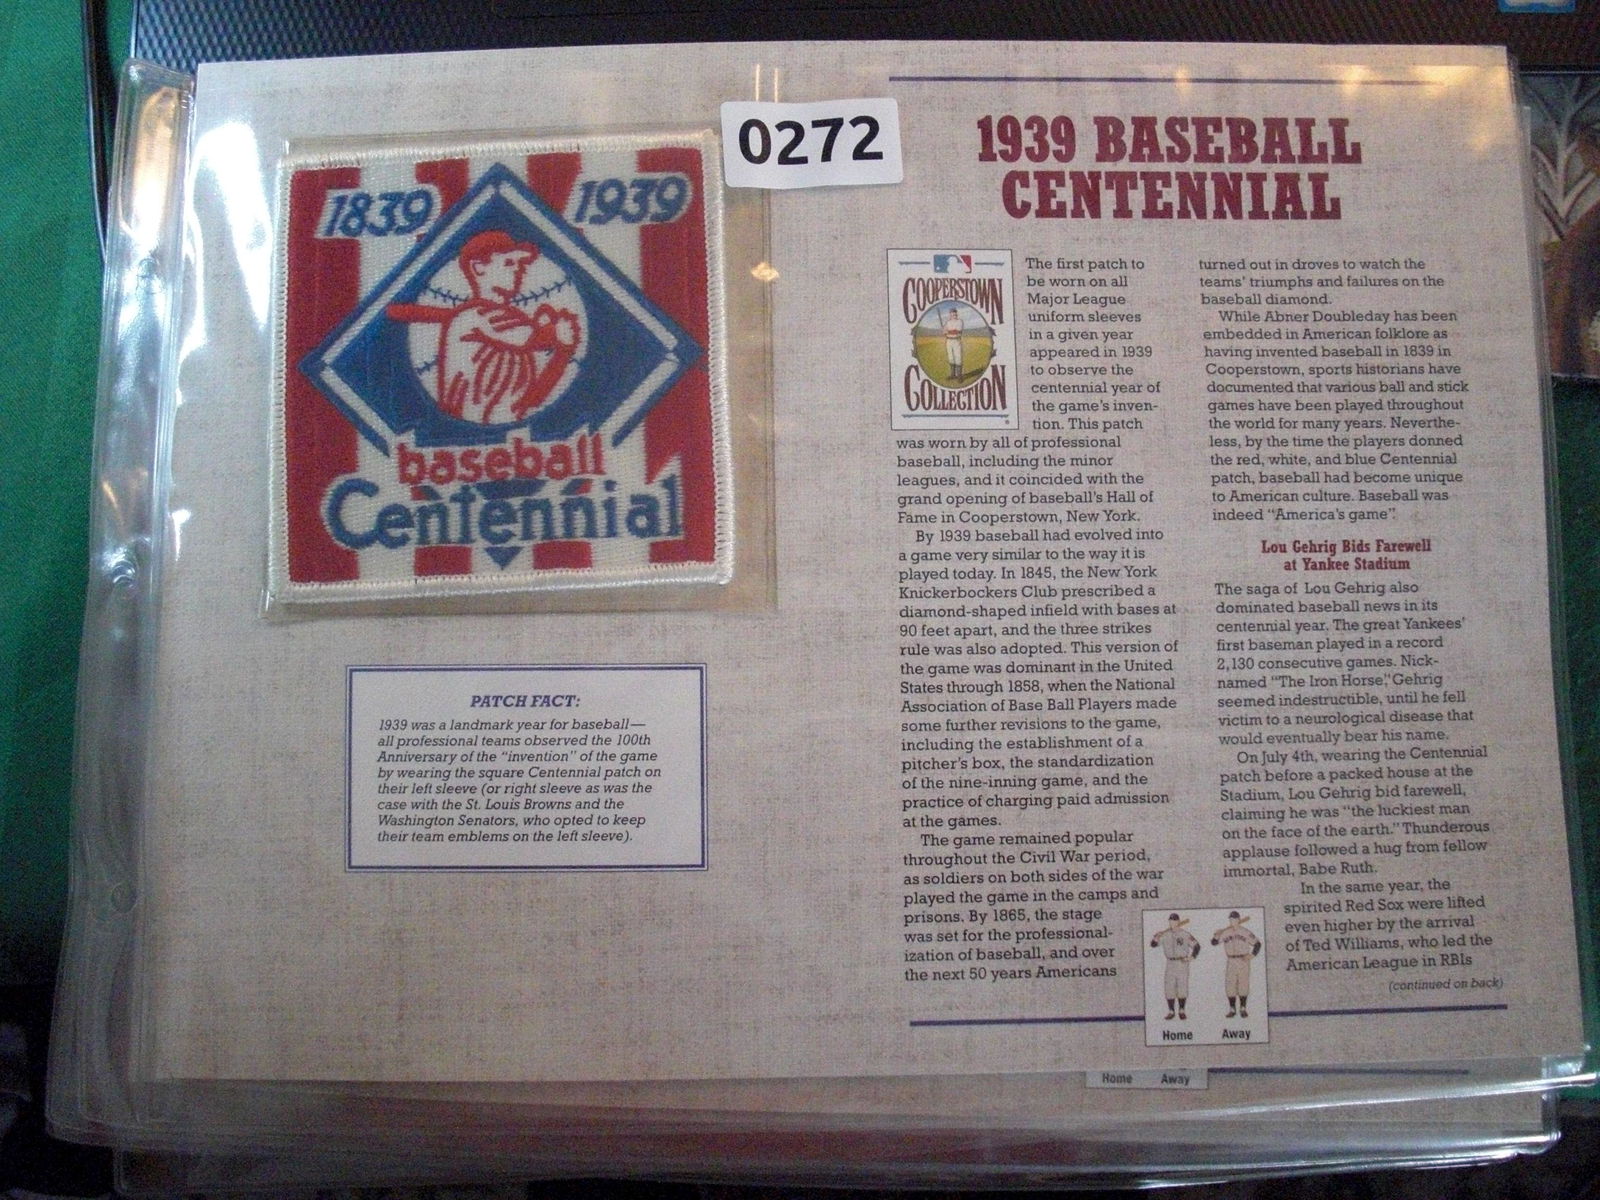 0272
1839
1939
baseball
Centennial
PATCH FACT:
1939 was a landmark year for baseball—
all professional teams observed the 100th
Anniversary of the "invention" of the game
by wearing the square Centennial patch on
their left sleeve (or right sleeve as was the
case with the St. Louis Browns and the
Washington Senators, who opted to keep
their team emblems on the left sleeve).
1939 BASEBALL
CENTENNIAL
COOPERSTOWN
COLLECTION
The first patch to
be worn on all
Major League
uniform sleeves
in a given year
appeared in 1939
to observe the
centennial year of
the game's inven-
tion. This patch
was worn by all of professional
baseball, including the minor
leagues, and it coincided with the
grand opening of baseball's Hall of
Fame in Cooperstown, New York.
By 1939 baseball had evolved into
a game very similar to the way it is
played today. In 1845, the New York
Knickerbockers Club prescribed a
diamond-shaped infield with bases at
90 feet apart, and the three strikes
rule was also adopted. This version of
the game was dominant in the United
States through 1858, when the National
Association of Base Ball Players made
some further revisions to the game,
including the establishment of a
pitcher's box, the standardization
of the nine-inning game, and the
practice of charging paid admission
at the games.
The game remained popular
throughout the Civil War period,
as soldiers on both sides of the war
played the game in the camps and
prisons. By 1865, the stage
was set for the professional-
ization of baseball, and over
the next 50 years Americans
turned out in droves to watch the
teams' triumphs and failures on the
baseball diamond.
While Abner Doubleday has been
embedded in American folklore as
having invented baseball in 1839 in
Cooperstown, sports historians have
documented that various ball and stick
games have been played throughout
the world for many years. Neverthe-
less, by the time the players donned
the red, white, and blue Centennial
patch, baseball had become unique
to American culture. Baseball was
indeed "America's game".
Lou Gehrig Bids Farewell
at Yankee Stadium
The saga of Lou Gehrig also
dominated baseball news in its
centennial year. The great Yankees'
first baseman played in a record
2,130 consecutive games. Nick-
named "The Iron Horse," Gehrig
seemed indestructible, until he fell
victim to a neurological disease that
would eventually bear his name.
On July 4th, wearing the Centennial
patch before a packed house at the
Stadium, Lou Gehrig bid farewell,
claiming he was "the luckiest man
on the face of the earth." Thunderous
applause followed a hug from fellow
immortal, Babe Ruth.
In the same year, the
spirited Red Sox were lifted
even higher by the arrival
of Ted Williams, who led the
American League in RBIs
(continued on back)
Home Away
Home Away